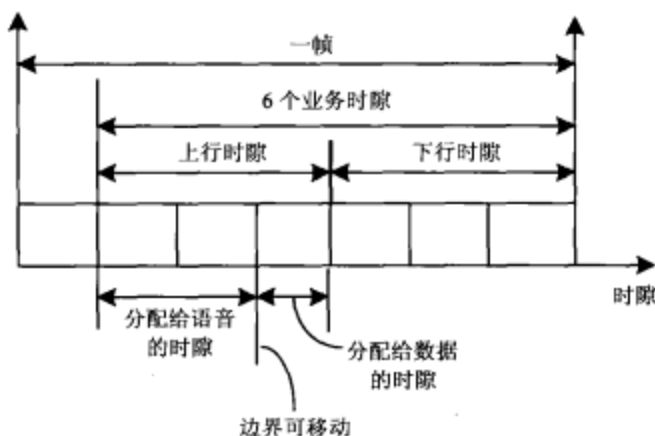 一帧
6 个业务时隙
上行时隙
下行时隙
时隙
分配给语音
的时隙
分配给数据
的时隙
边界可移动